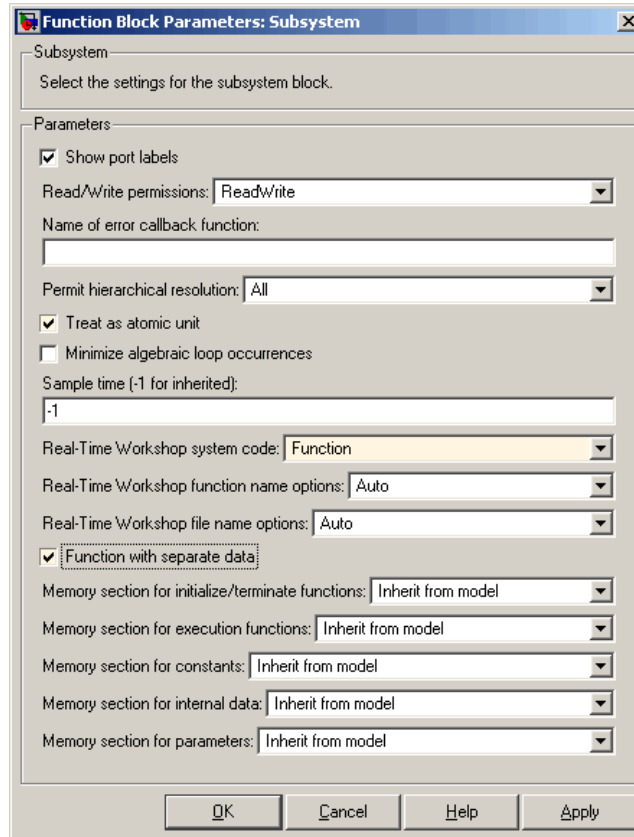 Function Block Parameters: Subsystem
Subsystem
Select the settings for the subsystem block.
Parameters
Show port labels
Read/Write permissions: ReadWrite
Name of error callback function:
Permit hierarchical resolution: All
Treat as atomic unit
Minimize algebraic loop occurrences
Sample time (-1 for inherited):
-1
Real-Time Workshop system code: Function
Real-Time Workshop function name options: Auto
Real-Time Workshop file name options: Auto
Function with separate data
Memory section for initialize/terminate functions: Inherit from model
Memory section for execution functions: Inherit from model
Memory section for constants: Inherit from model
Memory section for internal data: Inherit from model
Memory section for parameters: Inherit from model
OK Cancel Help Apply